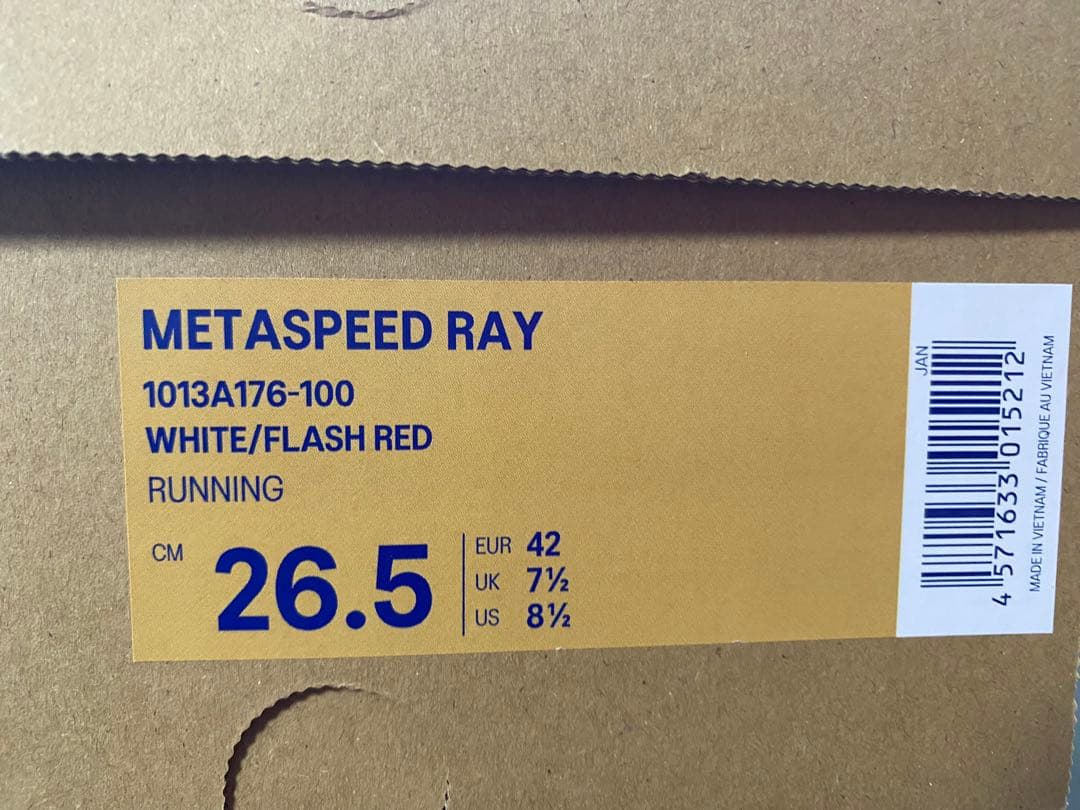 METASPEED RAY
1013A176-100
WHITE/FLASH RED
RUNNING
CM 26.5
EUR 42
UK 7½
US 8½
JAN
4 571633 015212
MADE IN VIETNAM / FABRIQUE AU VIETNAM